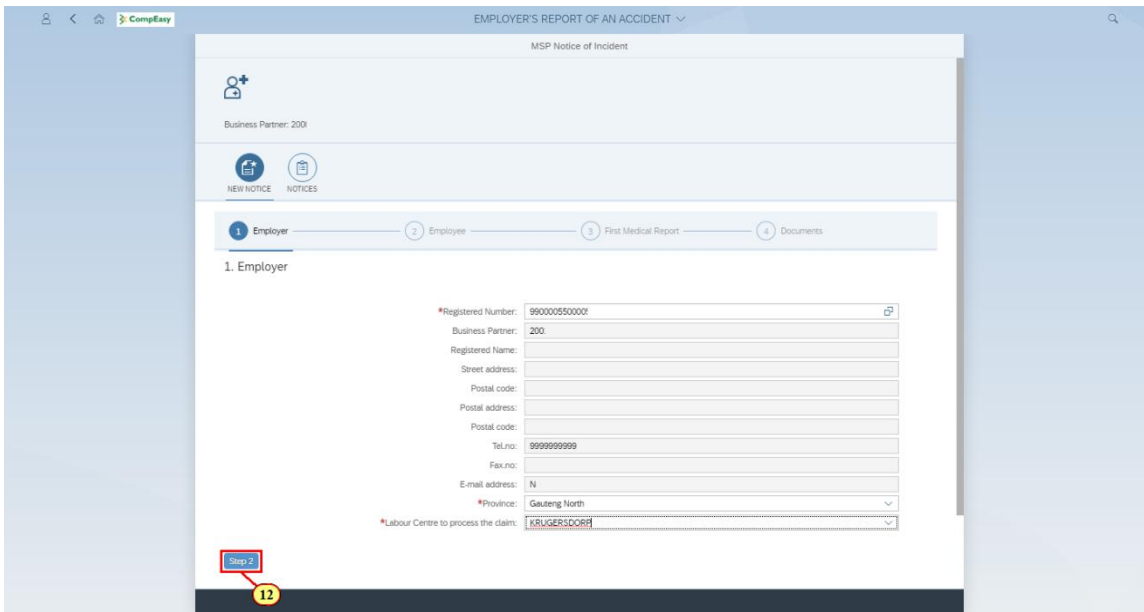 CompEasy
EMPLOYER'S REPORT OF AN ACCIDENT
MSP Notice of Incident
Business Partner: 200
NEW NOTICE NOTICES
1 Employer 2 Employee 3 First Medical Report 4 Documents
1. Employer
*Registered Number: 990000550000
Business Partner: 200
Registered Name:
Street address:
Postal code:
Postal address:
Postal code:
Tel.no: 9999999999
Fax.no:
E-mail address: N
*Province: Gauteng North
*Labour Centre to process the claim: KRUGERSDORP
Step 2
12